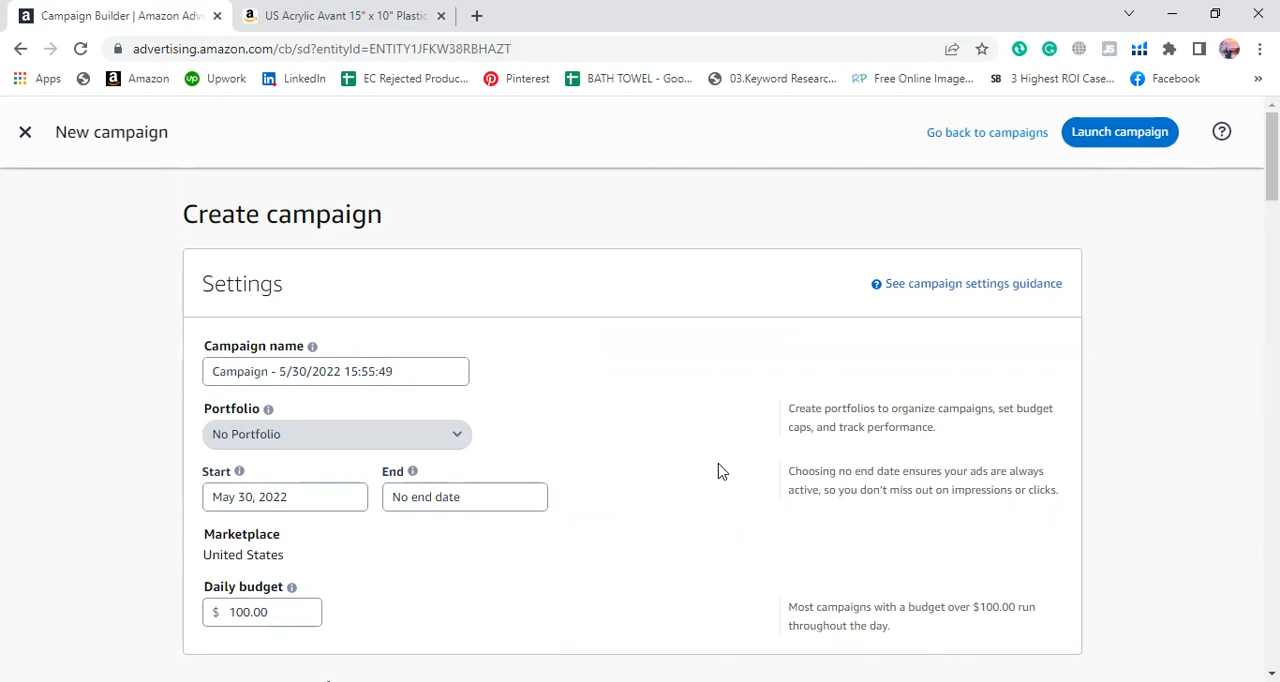 Campaign Builder | Amazon Adve
US Acrylic Avant 15" x 10" Plastic
advertising.amazon.com/cb/sd?entityId=ENTITY1JFKW38RBHAZT
Apps
Amazon
Upwork
LinkedIn
EC Rejected Produc...
Pinterest
BATH TOWEL - Goo...
03.Keyword Researc...
RP Free Online Image...
SB 3 Highest ROI Case...
Facebook
»
New campaign
Go back to campaigns
Launch campaign
Create campaign
Settings
See campaign settings guidance
Campaign name
Campaign - 5/30/2022 15:55:49
Portfolio
No Portfolio
Create portfolios to organize campaigns, set budget
caps, and track performance.
Start
End
May 30, 2022
No end date
Choosing no end date ensures your ads are always
active, so you don't miss out on impressions or clicks.
Marketplace
United States
Daily budget
$ 100.00
Most campaigns with a budget over $100.00 run
throughout the day.